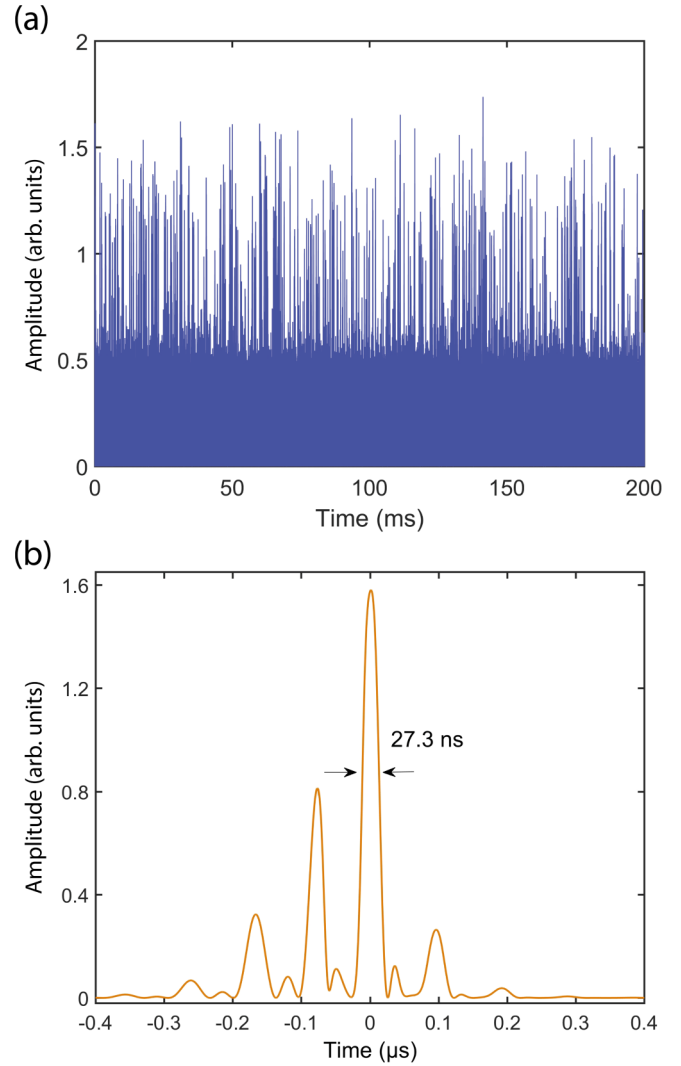 (a)
2
1.5
1
0.5
0
Amplitude (arb. units)
0 50 100 150 200
Time (ms)
(b)
1.6
1.2
0.8
0.4
0
Amplitude (arb. units)
27.3 ns
-0.4 -0.3 -0.2 -0.1 0 0.1 0.2 0.3 0.4
Time (µs)